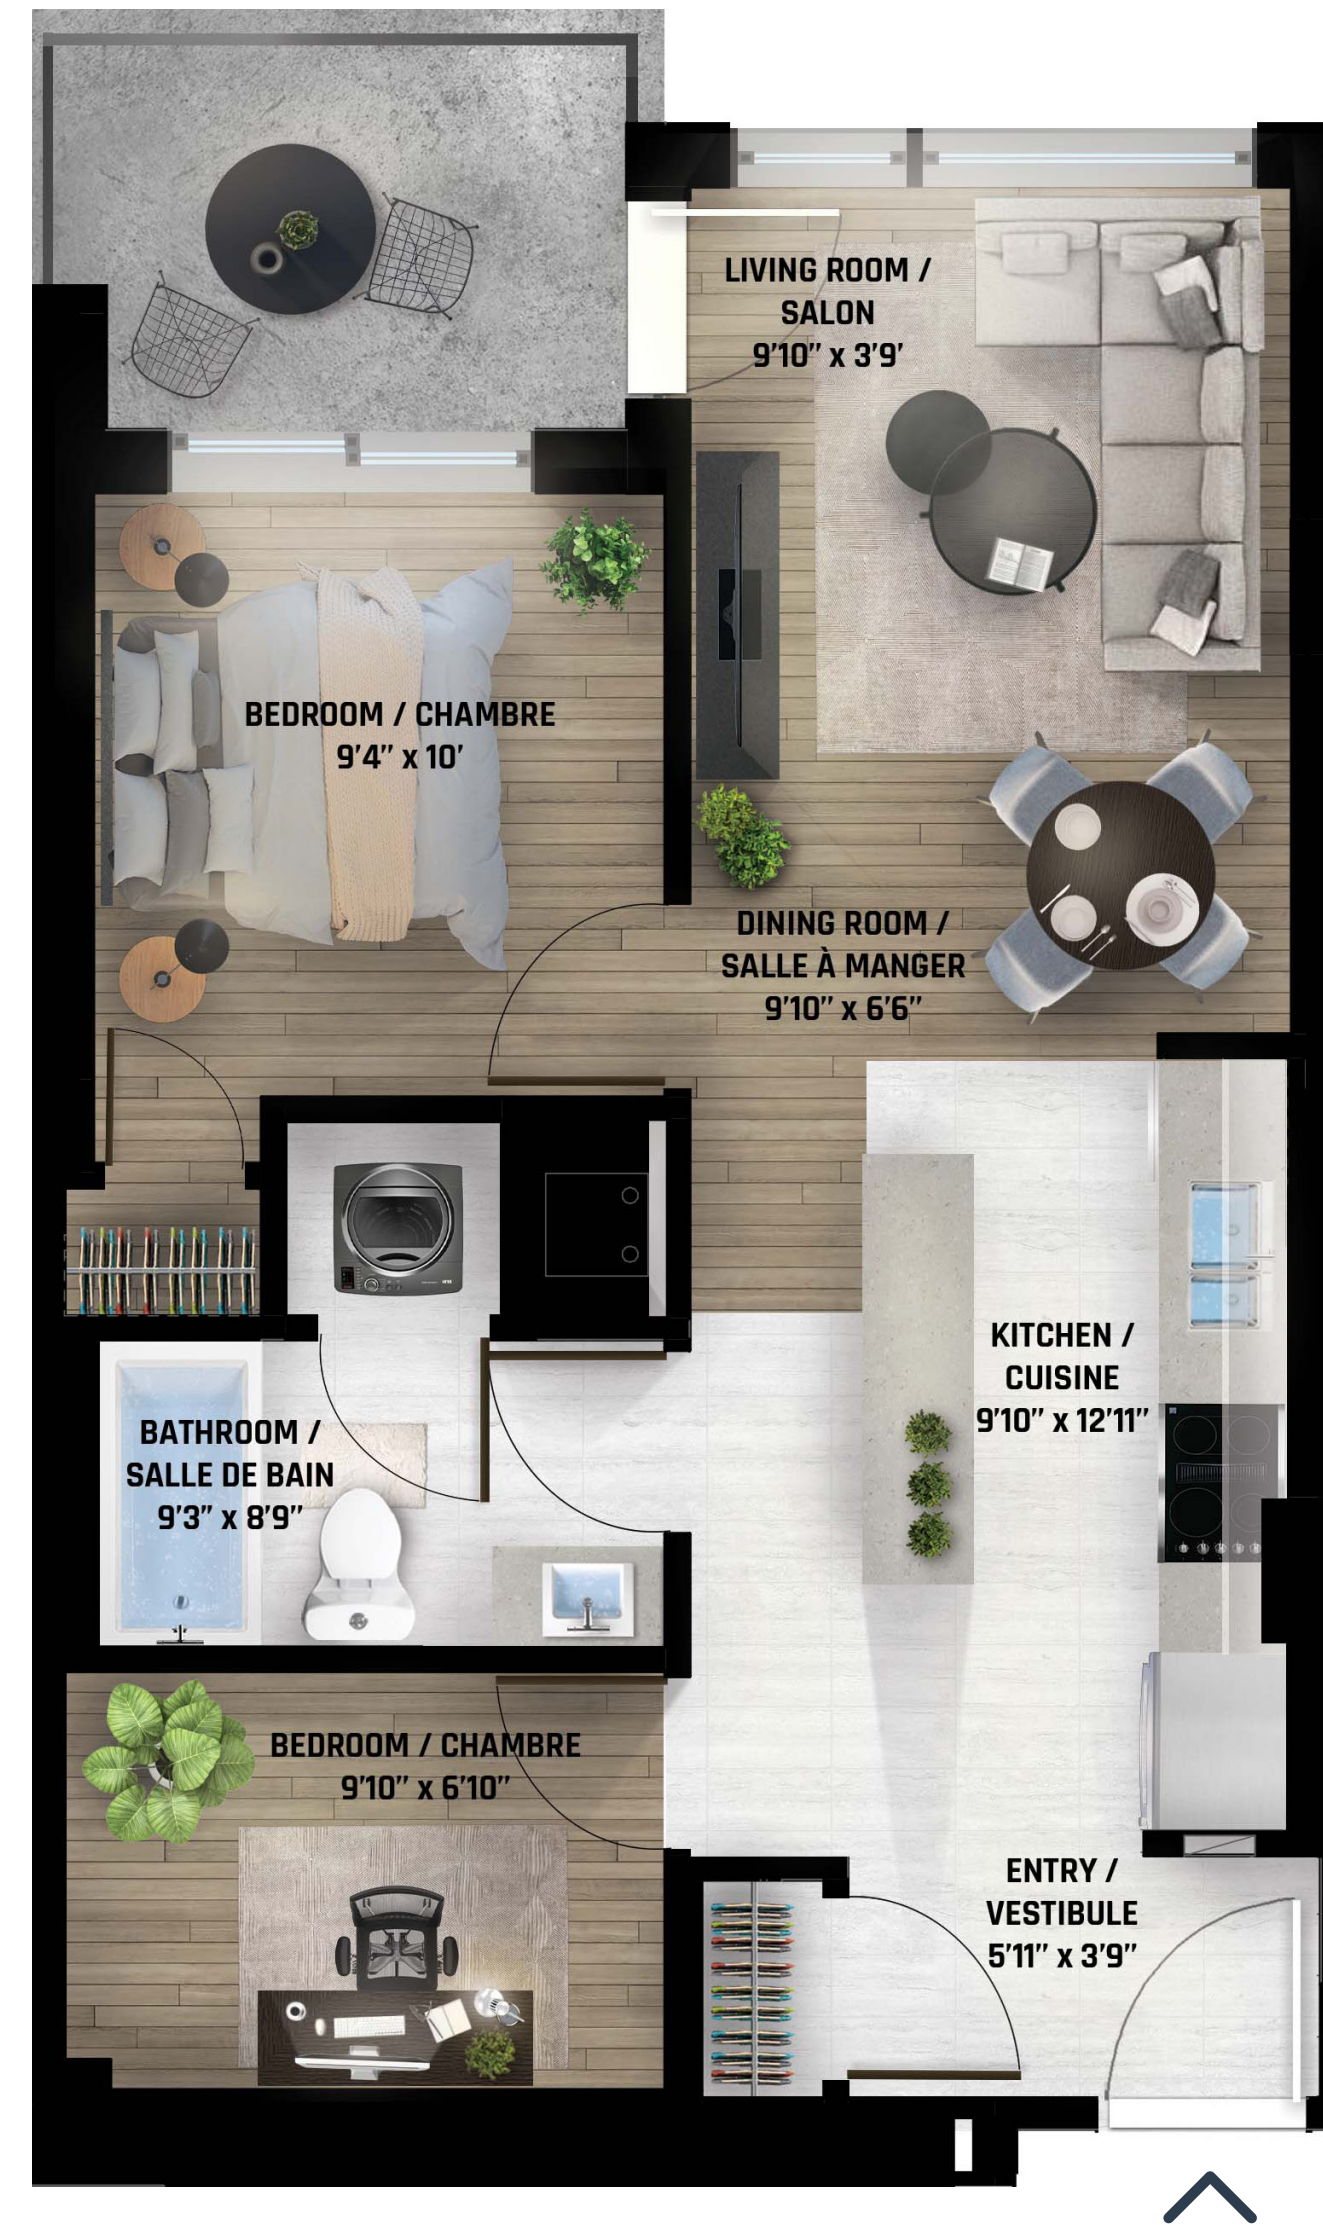 LIVING ROOM /
SALON
9'10" x 3'9'
BEDROOM / CHAMBRE
9'4" x 10'
DINING ROOM /
SALLE À MANGER
9'10" x 6'6"
KITCHEN /
CUISINE
9'10" x 12'11"
BATHROOM /
SALLE DE BAIN
9'3" x 8'9"
BEDROOM / CHAMBRE
9'10" x 6'10"
ENTRY /
VESTIBULE
5'11" x 3'9"